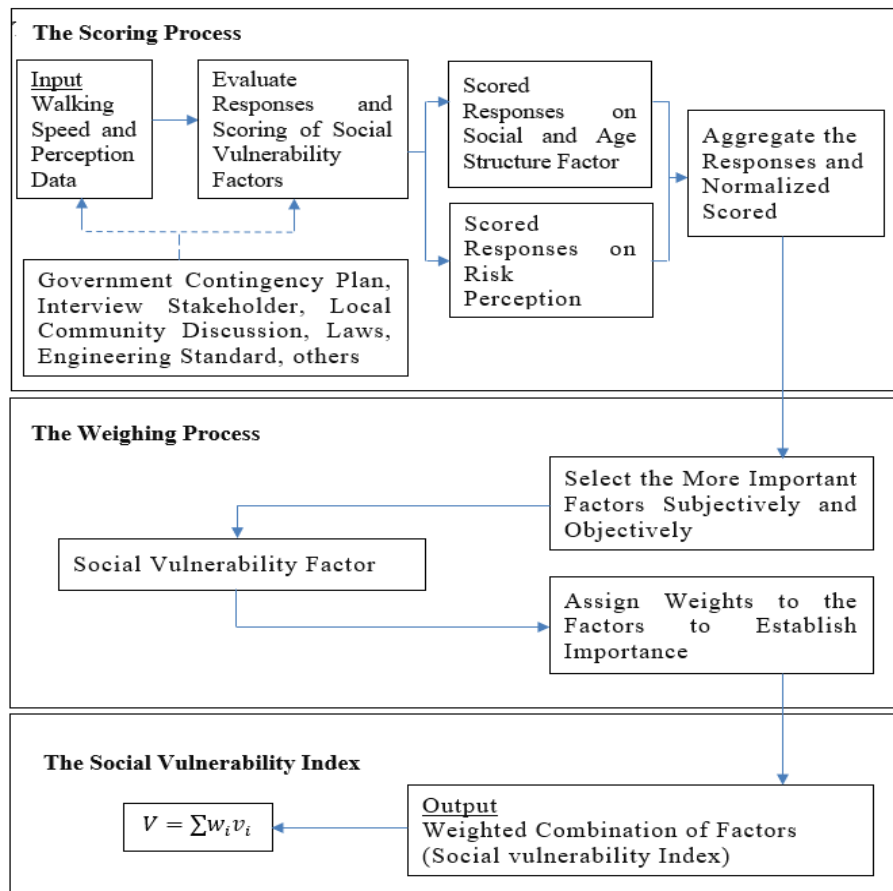 The Scoring Process
Input
Walking
Speed and
Perception
Data
Evaluate
Responses and
Scoring of Social
Vulnerability
Factors
Scored
Responses on
Social and Age
Structure Factor
Scored
Responses on
Risk
Perception
Aggregate the
Responses and
Normalized
Scored
Government Contingency Plan,
Interview Stakeholder, Local
Community Discussion, Laws,
Engineering Standard, others
The Weighing Process
Select the More Important
Factors Subjectively and
Objectively
Social Vulnerability Factor
Assign Weights to the
Factors to Establish
Importance
The Social Vulnerability Index
Output
Weighted Combination of Factors
(Social vulnerability Index)
V = ∑wᵢvᵢ